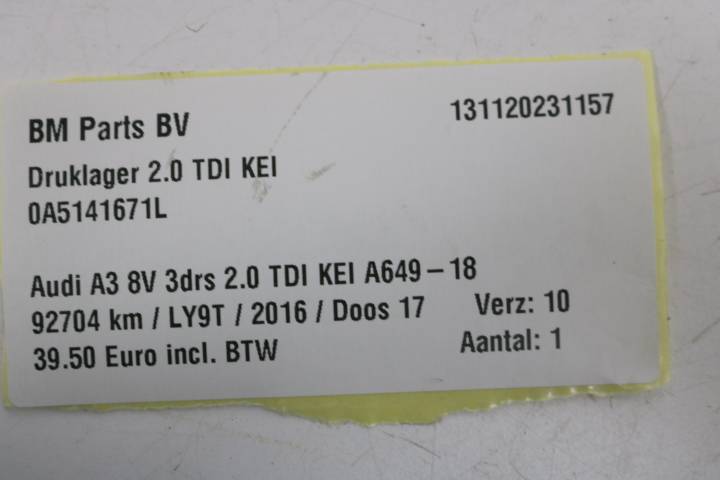 BM Parts BV 131120231157
Druklager 2.0 TDI KEI
0A5141671L
Audi A3 8V 3drs 2.0 TDI KEI A649-18
92704 km / LY9T / 2016 / Doos 17 Verz: 10
39.50 Euro incl. BTW Aantal: 1